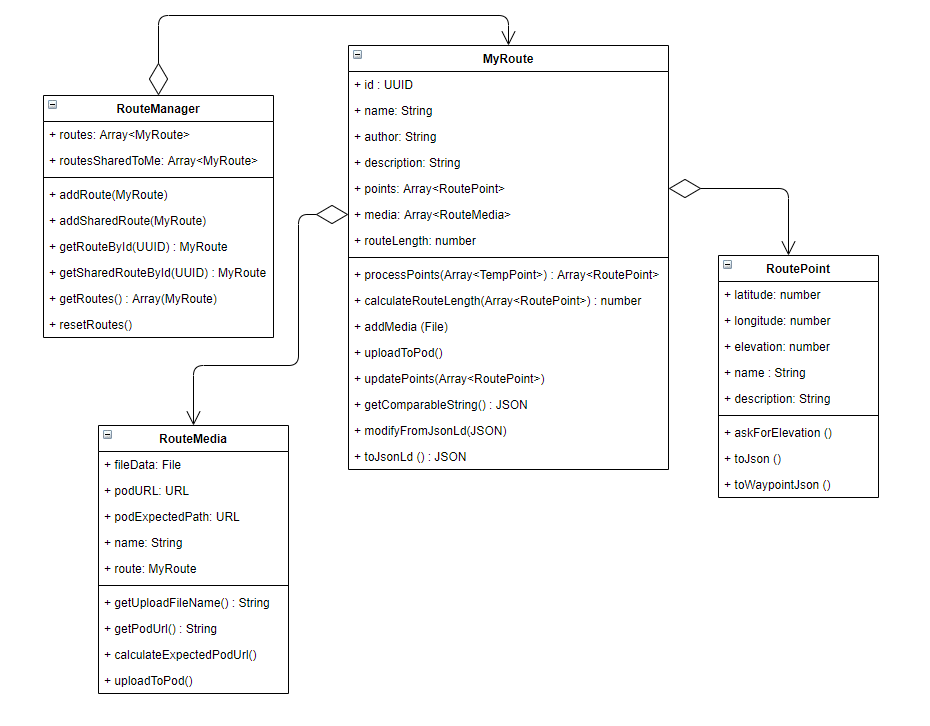 MyRoute
+ id : UUID
+ name: String
+ author: String
+ description: String
+ points: Array<RoutePoint>
+ media: Array<RouteMedia>
+ routeLength: number
+ processPoints(Array<TempPoint>) : Array<RoutePoint>
+ calculateRouteLength(Array<RoutePoint>) : number
+ addMedia (File)
+ uploadToPod()
+ updatePoints(Array<RoutePoint>)
+ getComparableString() : JSON
+ modifyFromJsonLd(JSON)
+ toJsonLd () : JSON
RouteManager
+ routes: Array<MyRoute>
+ routesSharedToMe: Array<MyRoute>
+ addRoute(MyRoute)
+ addSharedRoute(MyRoute)
+ getRouteById(UUID) : MyRoute
+ getSharedRouteById(UUID) : MyRoute
+ getRoutes() : Array(MyRoute)
+ resetRoutes()
RoutePoint
+ latitude: number
+ longitude: number
+ elevation: number
+ name : String
+ description: String
+ askForElevation ()
+ toJson ()
+ toWaypointJson ()
RouteMedia
+ fileData: File
+ podURL: URL
+ podExpectedPath: URL
+ name: String
+ route: MyRoute
+ getUploadFileName() : String
+ getPodUrl() : String
+ calculateExpectedPodUrl()
+ uploadToPod()